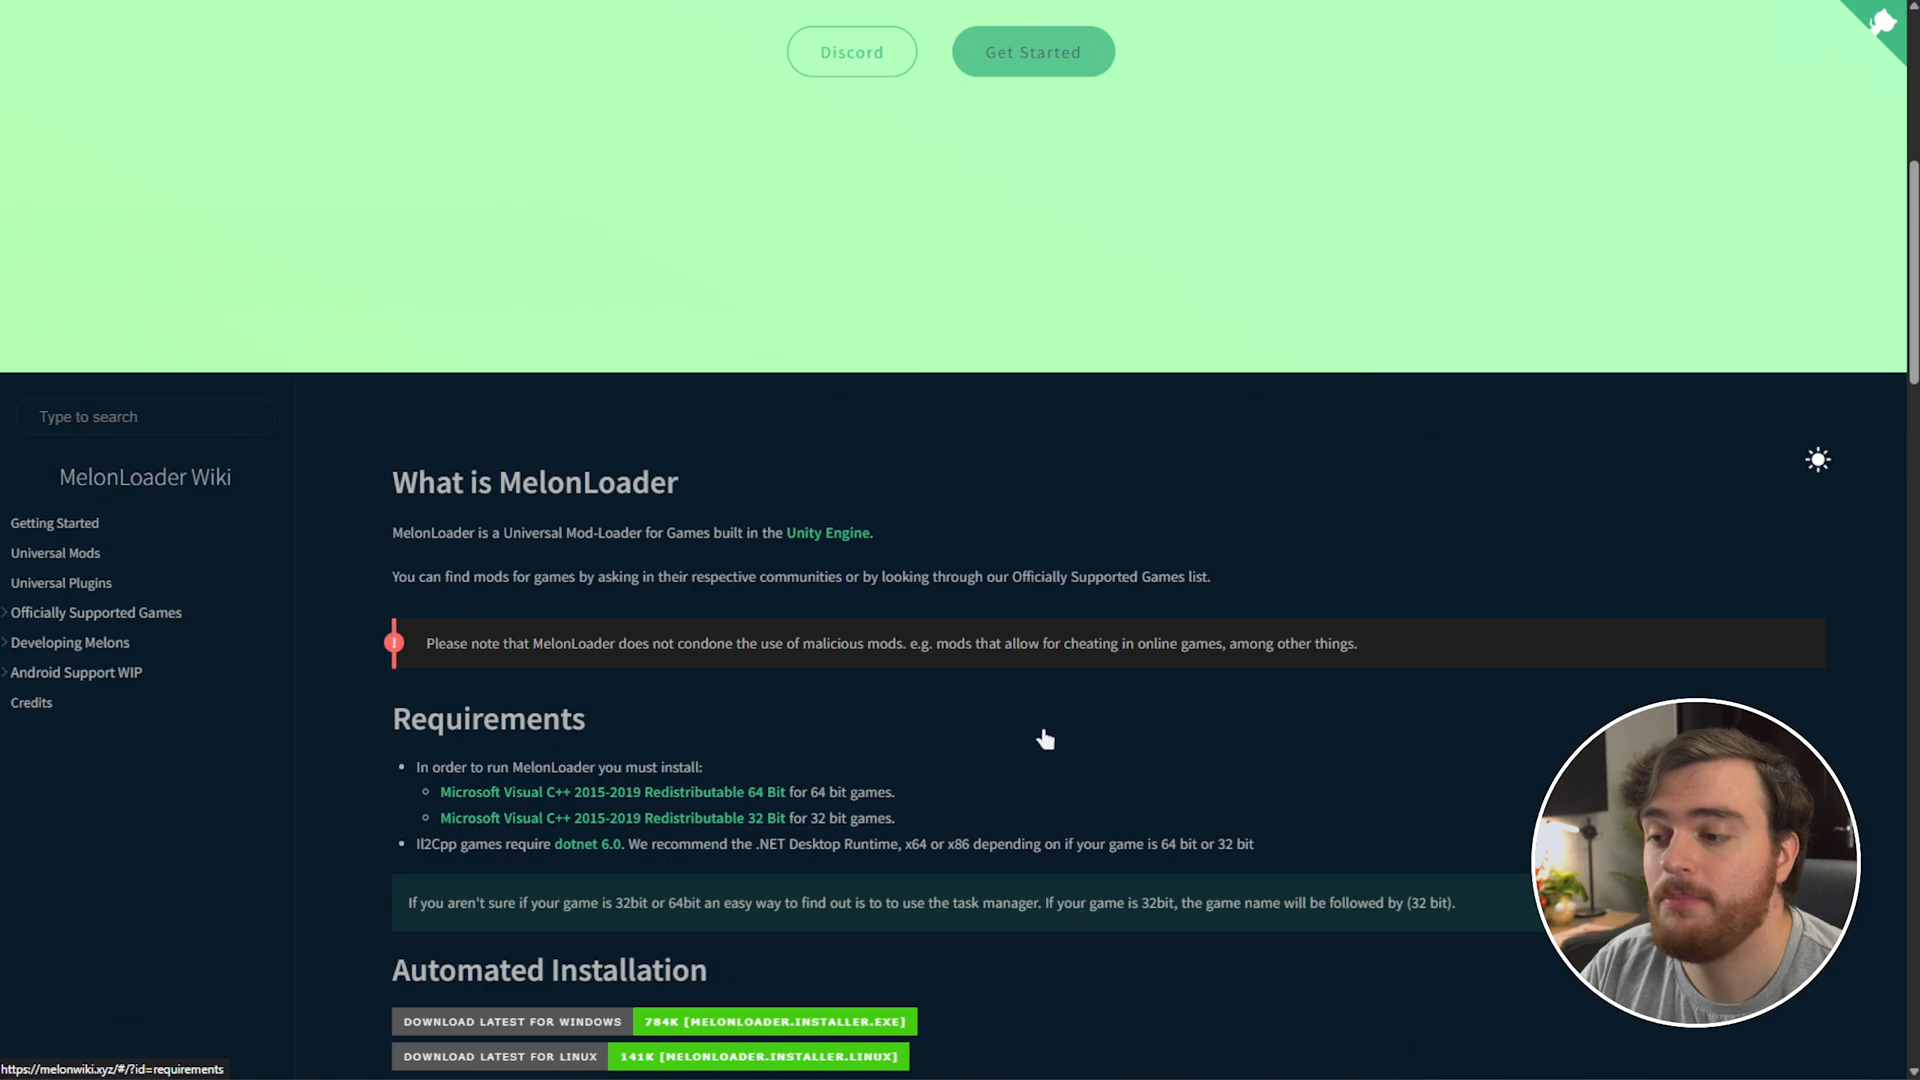 Discord
Get Started
Type to search
MelonLoader Wiki
Getting Started
Universal Mods
Universal Plugins
Officially Supported Games
Developing Melons
Android Support WIP
Credits
What is MelonLoader
MelonLoader is a Universal Mod-Loader for Games built in the Unity Engine.
You can find mods for games by asking in their respective communities or by looking through our Officially Supported Games list.
Please note that MelonLoader does not condone the use of malicious mods. e.g. mods that allow for cheating in online games, among other things.
Requirements
In order to run MelonLoader you must install:
Microsoft Visual C++ 2015-2019 Redistributable 64 Bit for 64 bit games.
Microsoft Visual C++ 2015-2019 Redistributable 32 Bit for 32 bit games.
Il2Cpp games require dotnet 6.0. We recommend the .NET Desktop Runtime, x64 or x86 depending on if your game is 64 bit or 32 bit
If you aren't sure if your game is 32bit or 64bit an easy way to find out is to to use the task manager. If your game is 32bit, the game name will be followed by (32 bit).
Automated Installation
DOWNLOAD LATEST FOR WINDOWS 784K [MELONLOADER.INSTALLER.EXE]
DOWNLOAD LATEST FOR LINUX 141K [MELONLOADER.INSTALLER.LINUX]
https://melonwiki.xyz/#/?id=requirements